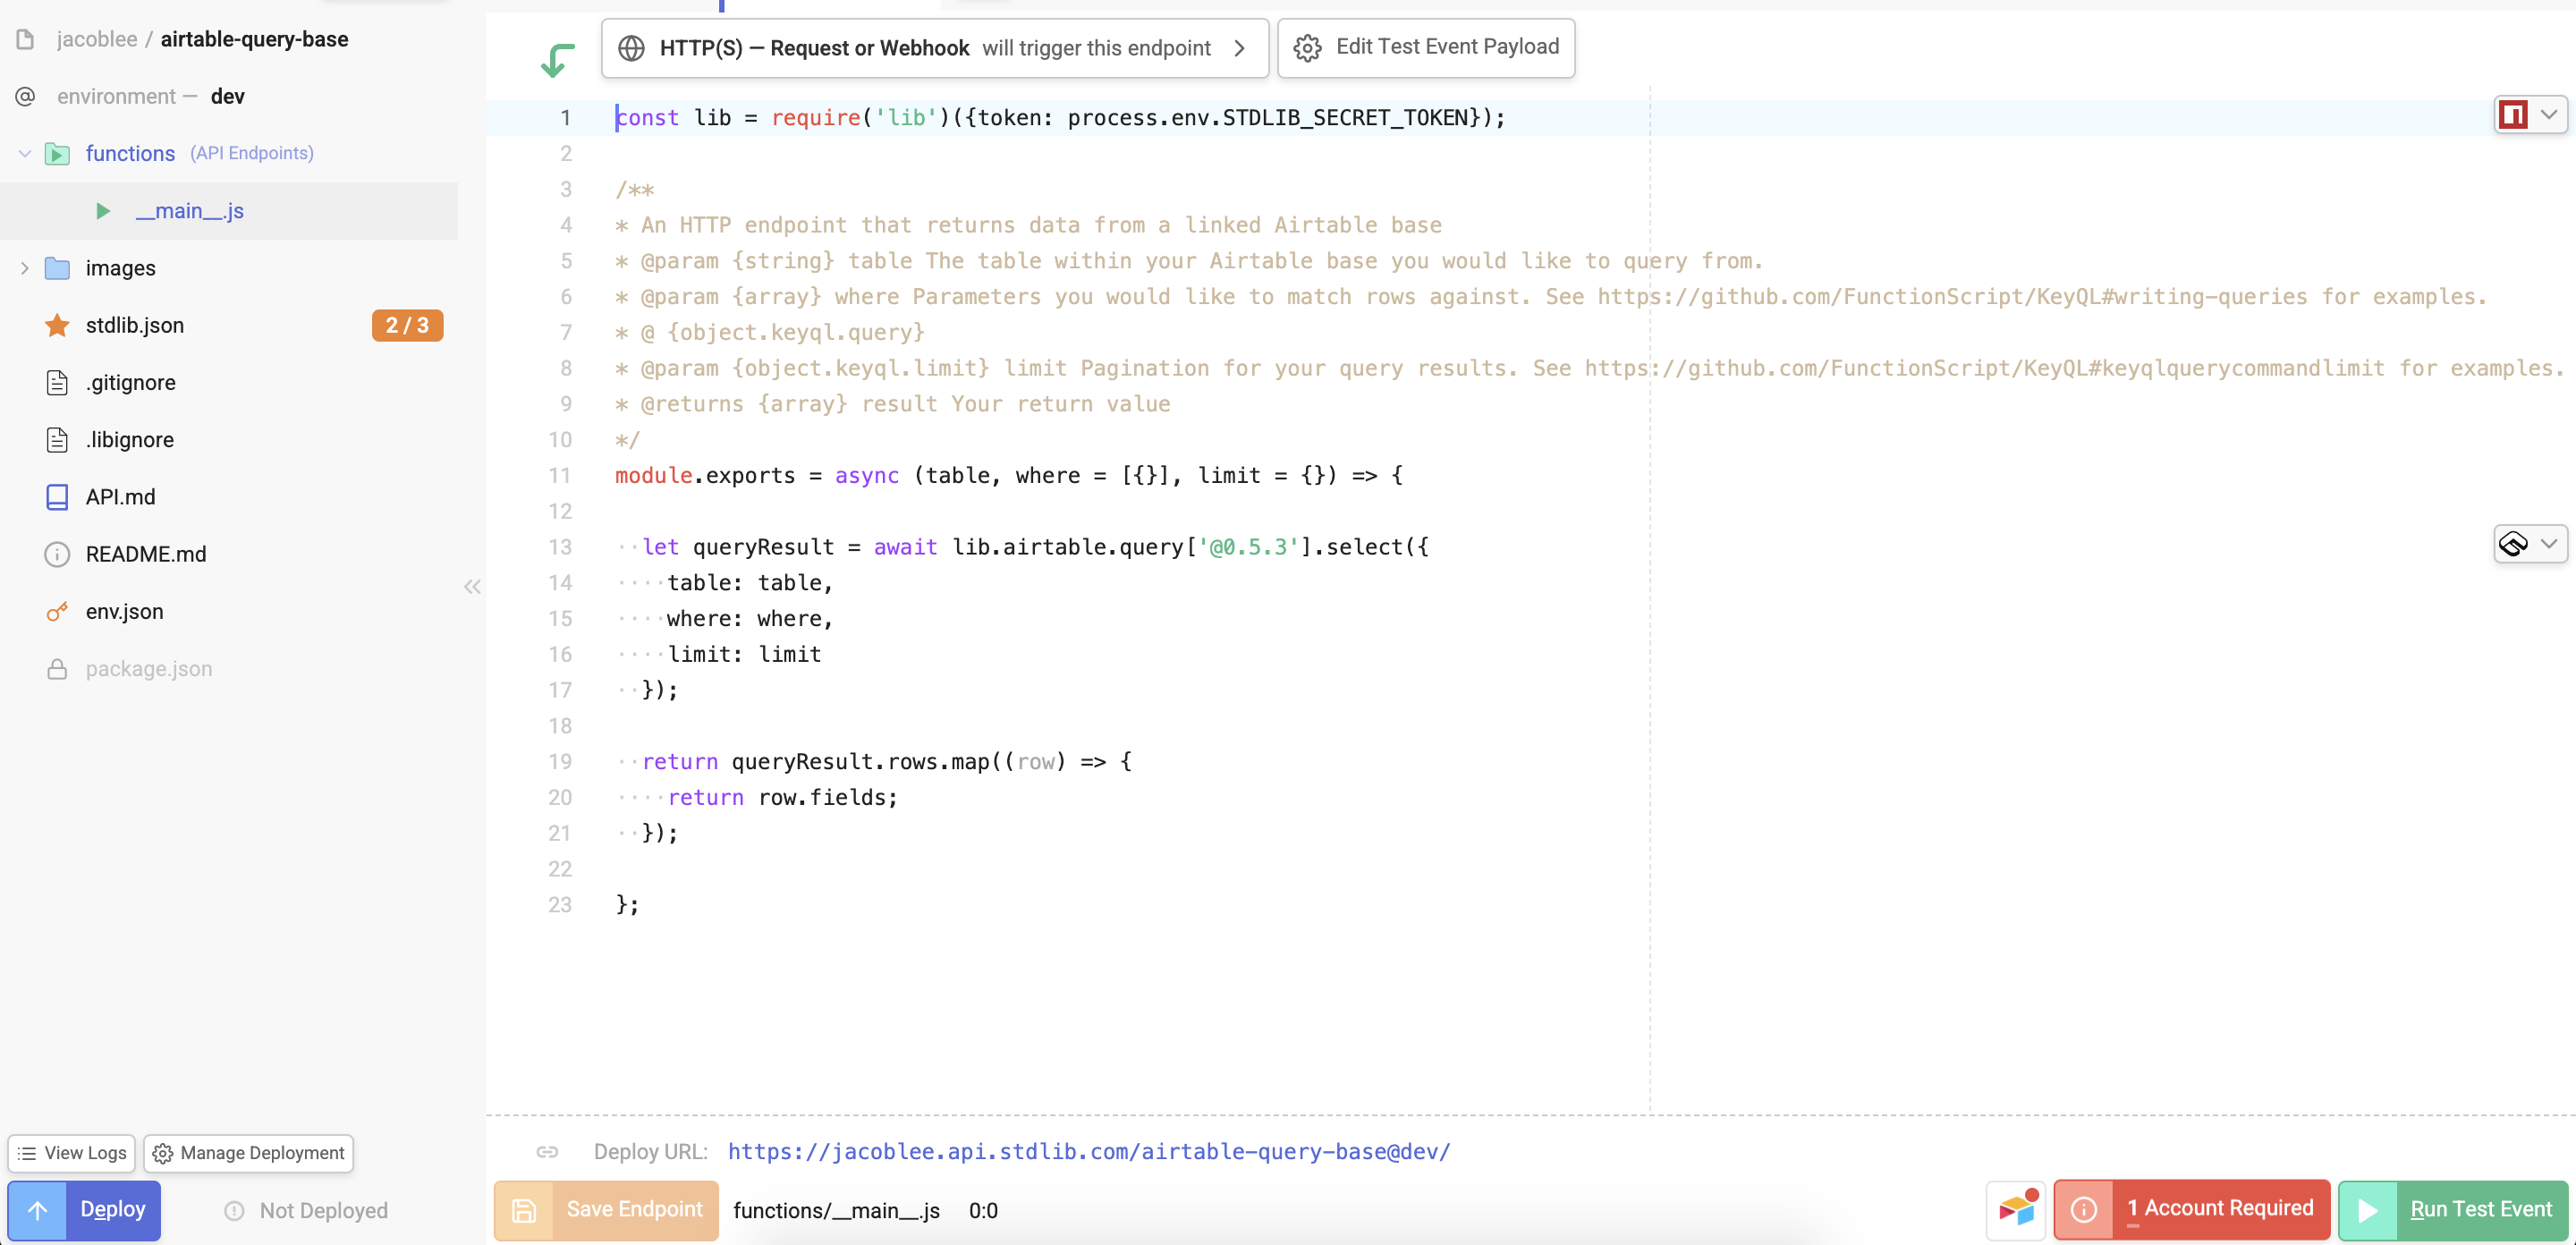 jacoblee / airtable-query-base
environment — dev
functions (API Endpoints)
__main__.js
images
stdlib.json 2 / 3
.gitignore
.libignore
API.md
README.md
env.json
package.json
View Logs Manage Deployment
Deploy Not Deployed
HTTP(S) — Request or Webhook will trigger this endpoint
Edit Test Event Payload
1 const lib = require('lib')({token: process.env.STDLIB_SECRET_TOKEN});
2
3 /**
4 * An HTTP endpoint that returns data from a linked Airtable base
5 * @param {string} table The table within your Airtable base you would like to query from.
6 * @param {array} where Parameters you would like to match rows against. See https://github.com/FunctionScript/KeyQL#writing-queries for examples.
7 * @ {object.keyql.query}
8 * @param {object.keyql.limit} limit Pagination for your query results. See https://github.com/FunctionScript/KeyQL#keyqlquerycommandlimit for examples.
9 * @returns {array} result Your return value
10 */
11 module.exports = async (table, where = [{}], limit = {}) => {
12
13 ··let queryResult = await lib.airtable.query['@0.5.3'].select({
14 ····table: table,
15 ····where: where,
16 ····limit: limit
17 ··});
18
19 ··return queryResult.rows.map((row) => {
20 ····return row.fields;
21 ··});
22
23 };
Deploy URL: https://jacoblee.api.stdlib.com/airtable-query-base@dev/
Save Endpoint functions/__main__.js 0:0
1 Account Required
Run Test Event